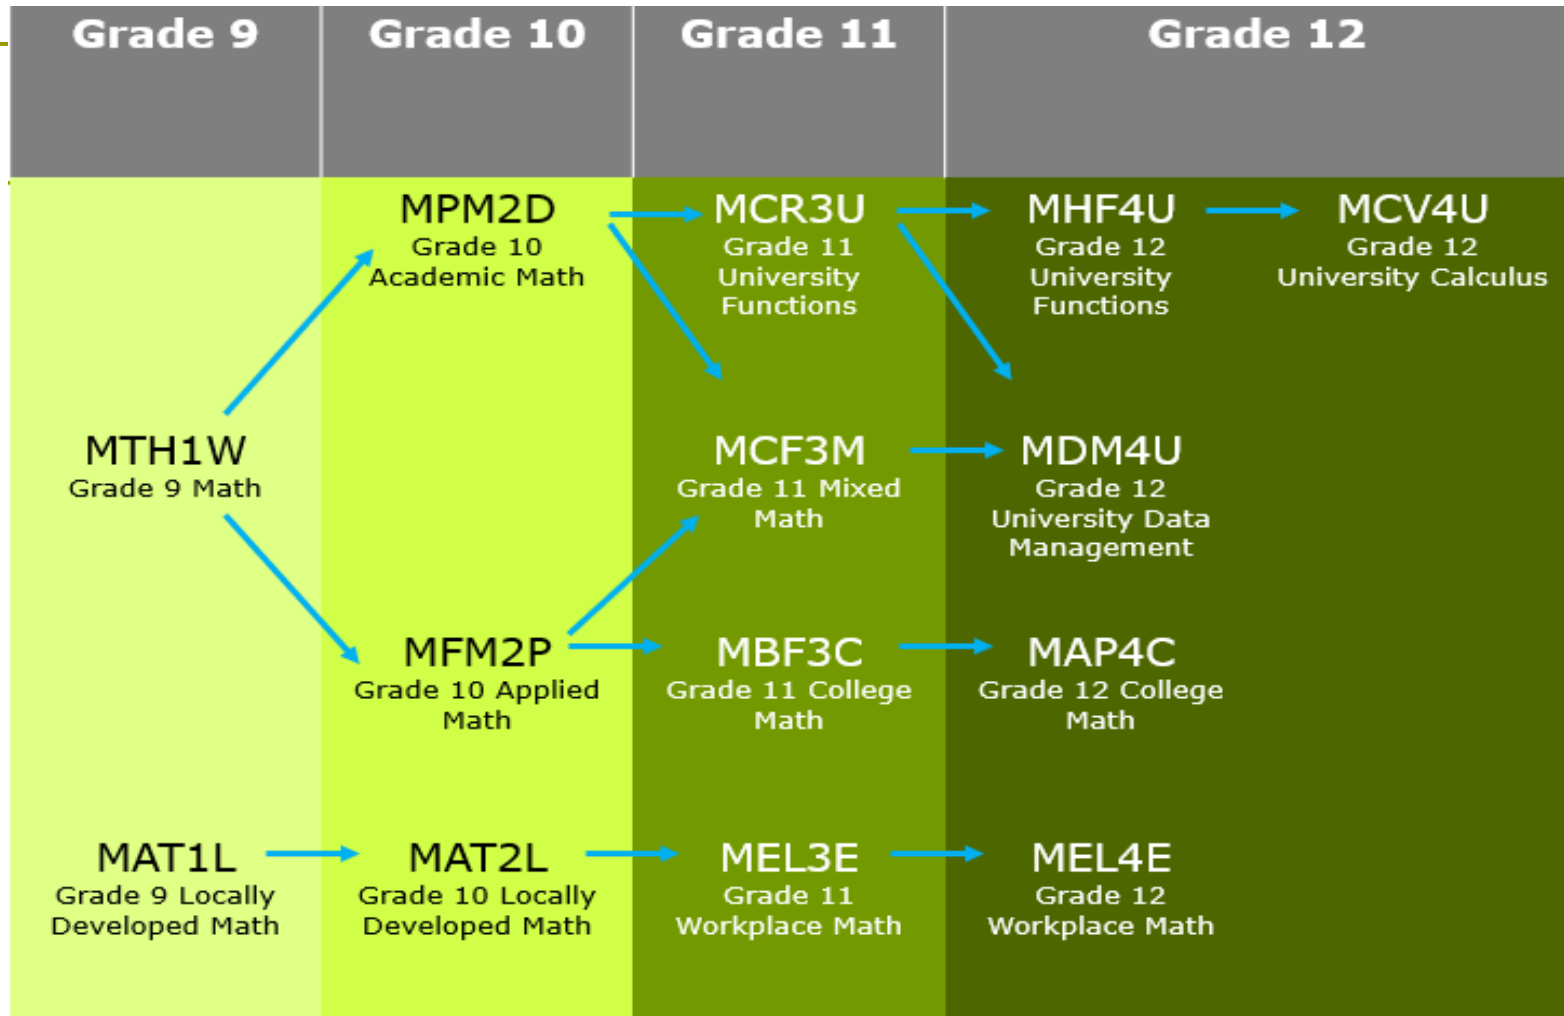 Grade 9
Grade 10
Grade 11
Grade 12
MPM2D
Grade 10
Academic Math
MCR3U
Grade 11
University
Functions
MHF4U
Grade 12
University
Functions
MCV4U
Grade 12
University Calculus
MTH1W
Grade 9 Math
MCF3M
Grade 11 Mixed
Math
MDM4U
Grade 12
University Data
Management
MFM2P
Grade 10 Applied
Math
MBF3C
Grade 11 College
Math
MAP4C
Grade 12 College
Math
MAT1L
Grade 9 Locally
Developed Math
MAT2L
Grade 10 Locally
Developed Math
MEL3E
Grade 11
Workplace Math
MEL4E
Grade 12
Workplace Math